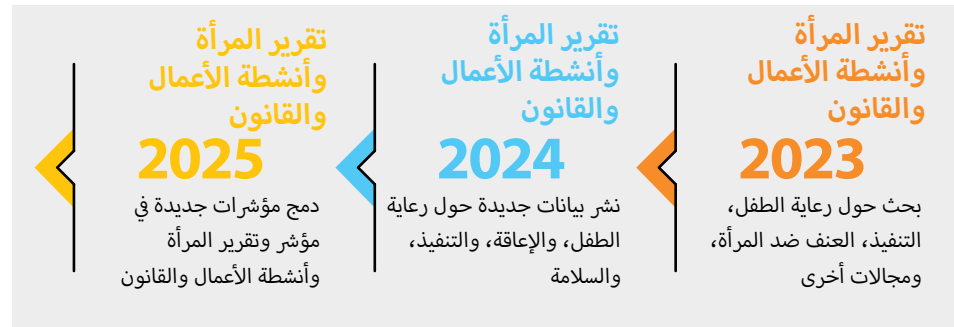 تقرير المرأة
وأنشطة الأعمال
والقانون
2023
بحث حول رعاية الطفل،
التنفيذ، العنف ضد المرأة،
ومجالات أخرى
تقرير المرأة
وأنشطة الأعمال
والقانون
2024
نشر بيانات جديدة حول رعاية
الطفل، والإعاقة، والتنفيذ،
والسلامة
تقرير المرأة
وأنشطة الأعمال
والقانون
2025
دمج مؤشرات جديدة في
مؤشر وتقرير المرأة
وأنشطة الأعمال والقانون